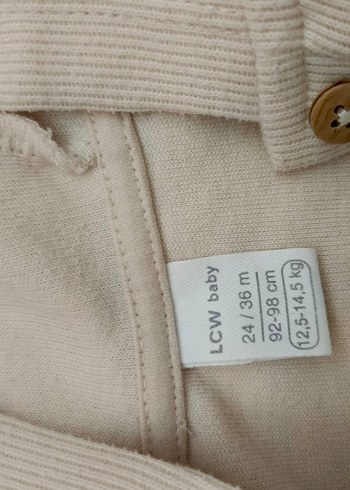 LCW baby
24 / 36 m
92-98 cm
12,5-14,5 kg